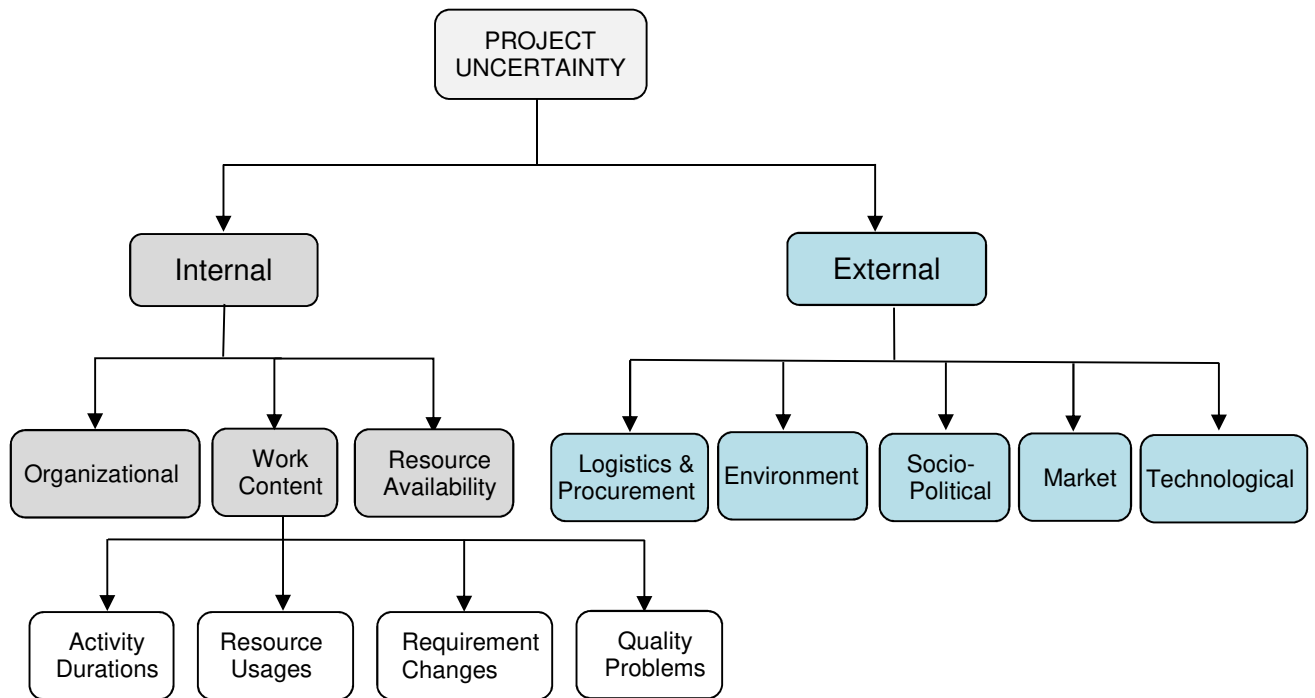 PROJECT
UNCERTAINTY
Internal
External
Organizational
Work
Content
Resource
Availability
Logistics &
Procurement
Environment
Socio-
Political
Market
Technological
Activity
Durations
Resource
Usages
Requirement
Changes
Quality
Problems